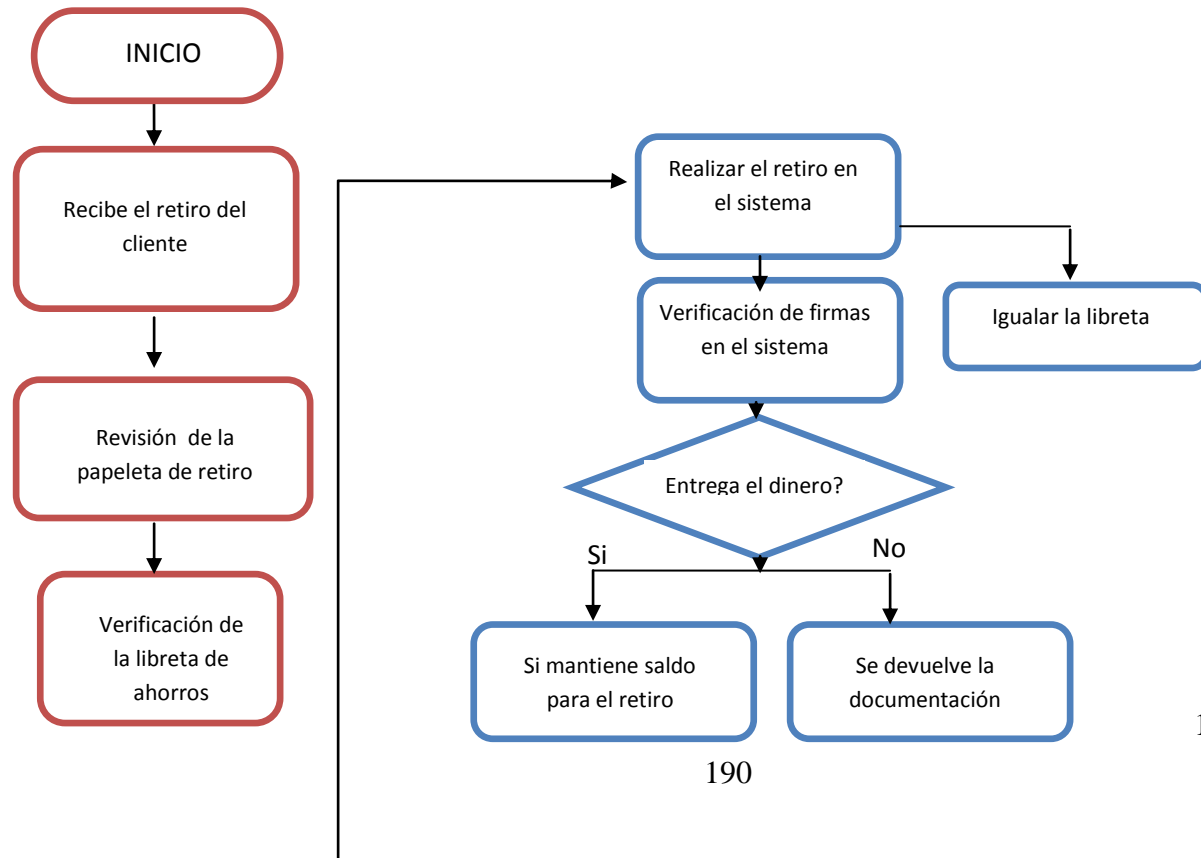 INICIO
Recibe el retiro del
cliente
Revisión de la
papeleta de retiro
Verificación de
la libreta de
ahorros
Realizar el retiro en
el sistema
Igualar la libreta
Verificación de firmas
en el sistema
Entrega el dinero?
Si
No
Si mantiene saldo
para el retiro
Se devuelve la
documentación
190
1